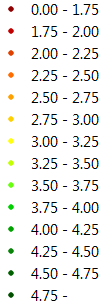 0.00 - 1.75
1.75 - 2.00
2.00 - 2.25
2.25 - 2.50
2.50 - 2.75
2.75 - 3.00
3.00 - 3.25
3.25 - 3.50
3.50 - 3.75
3.75 - 4.00
4.00 - 4.25
4.25 - 4.50
4.50 - 4.75
4.75 -